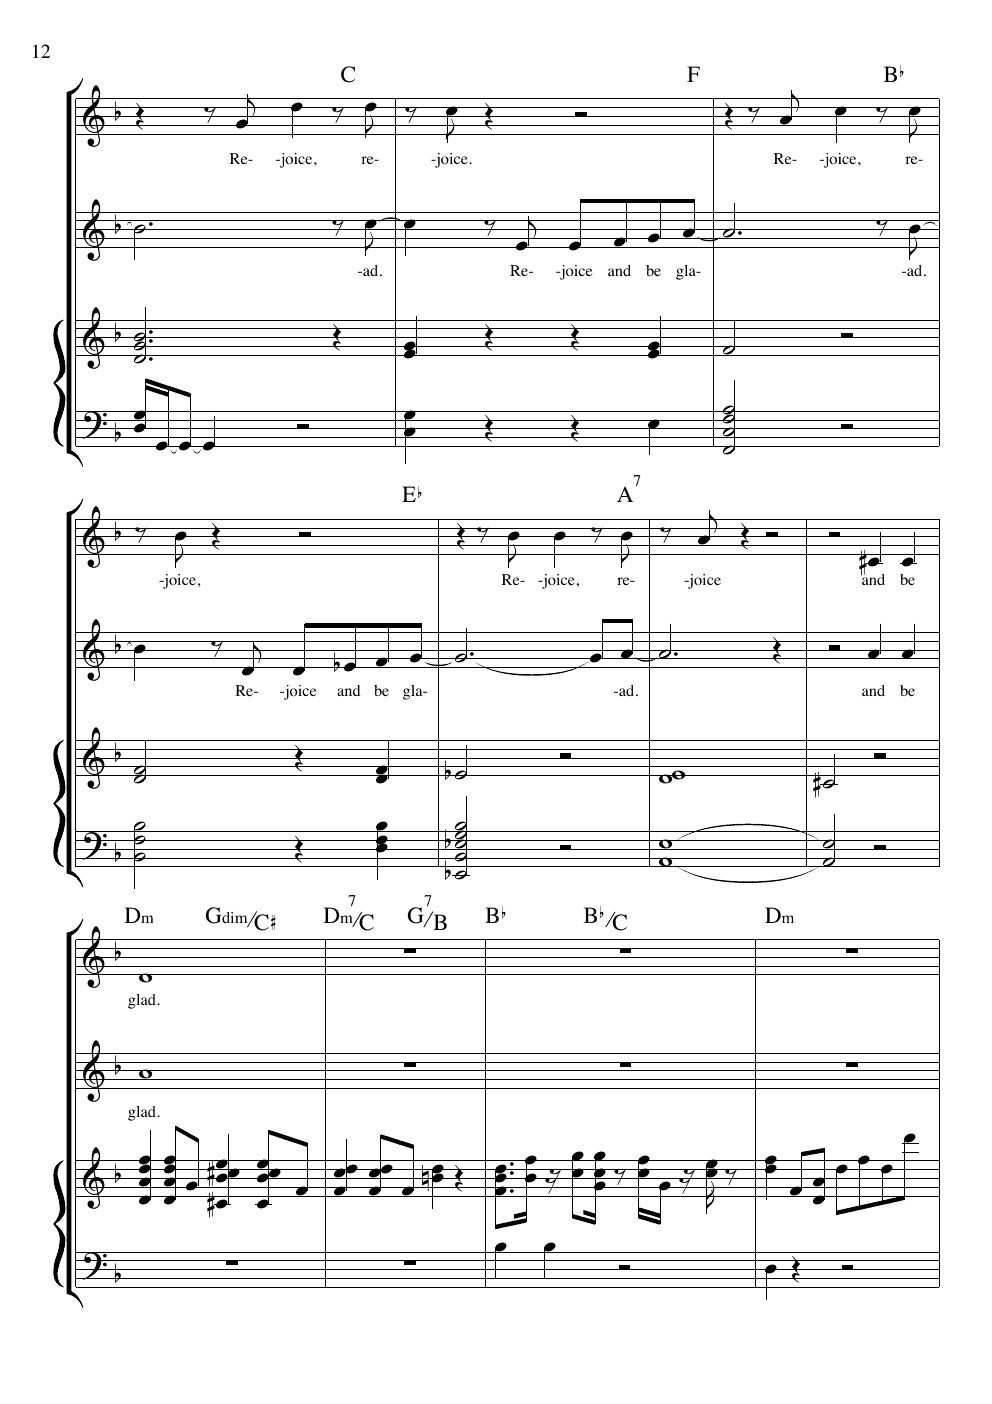 12
C F B♭
Re- -joice, re- -joice. Re- -joice, re-
-ad. Re- -joice and be gla- -ad.
E♭ A7
-joice, Re- -joice, re- -joice and be
Re- -joice and be gla- -ad. and be
Dm Gdim/C♯ Dm7/C G7/B B♭ B♭/C Dm
glad.
glad.